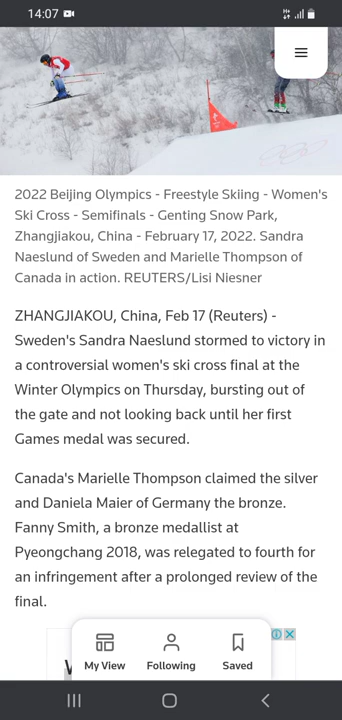 14:07
2022 Beijing Olympics - Freestyle Skiing - Women's
Ski Cross - Semifinals - Genting Snow Park,
Zhangjiakou, China - February 17, 2022. Sandra
Naeslund of Sweden and Marielle Thompson of
Canada in action. REUTERS/Lisi Niesner
ZHANGJIAKOU, China, Feb 17 (Reuters) -
Sweden's Sandra Naeslund stormed to victory in
a controversial women's ski cross final at the
Winter Olympics on Thursday, bursting out of
the gate and not looking back until her first
Games medal was secured.
Canada's Marielle Thompson claimed the silver
and Daniela Maier of Germany the bronze.
Fanny Smith, a bronze medallist at
Pyeongchang 2018, was relegated to fourth for
an infringement after a prolonged review of the
final.
My View Following Saved